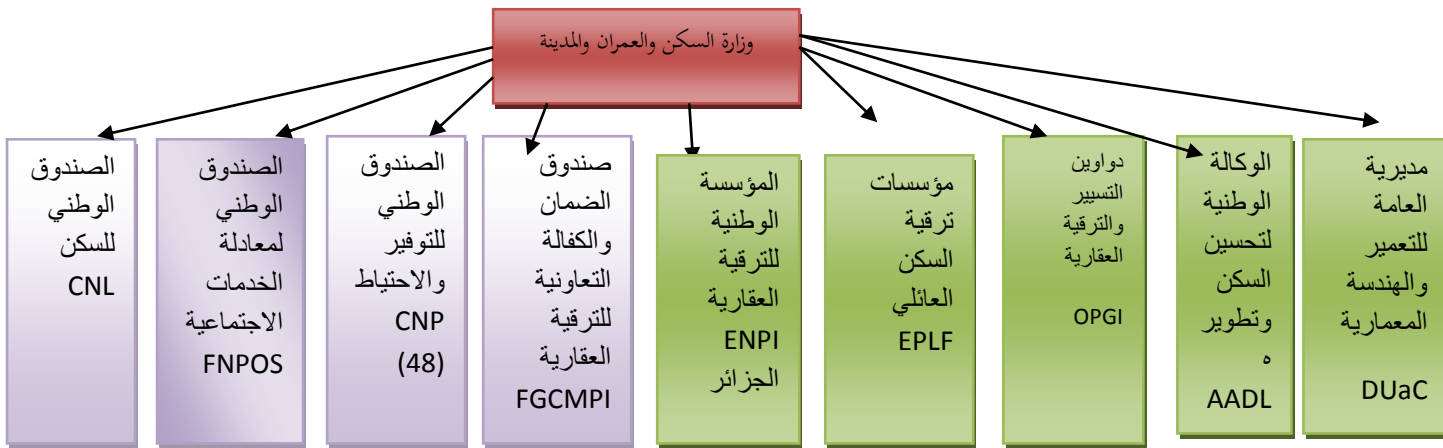 وزارة السكن والعمران والمدينة
مديرية
العامة
للتعمير
والهندسة
المعمارية
DUaC
الوكالة
الوطنية
لتحسين
السكن
وتطوير
ه
AADL
دواوين
التسيير
والترقية
العقارية
OPGI
مؤسسات
ترقية
السكن
العائلي
EPLF
المؤسسة
الوطنية
للترقية
العقارية
ENPI
الجزائر
صندوق
الضمان
والكفالة
التعاونية
للترقية
العقارية
FGCMPI
الصندوق
الوطني
للتوفير
والاحتياط
CNP
(48)
الصندوق
الوطني
لمعادلة
الخدمات
الاجتماعية
FNPOS
الصندوق
الوطني
للسكن
CNL